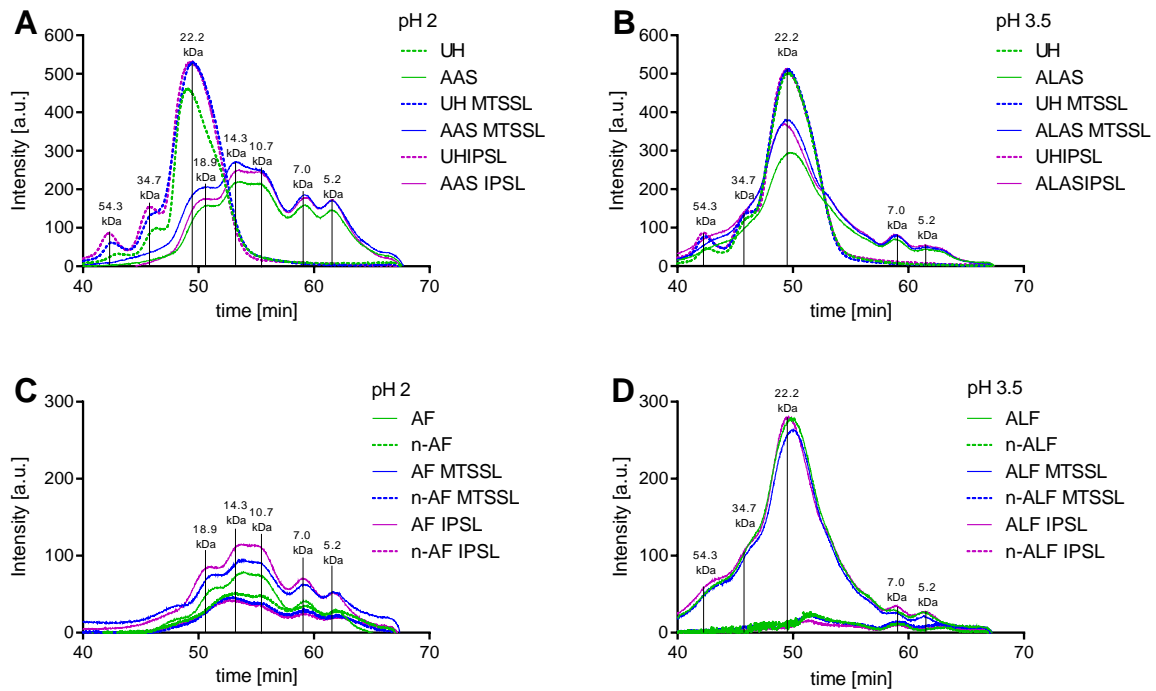 A
pH 2
UH
AAS
UH MTSSL
AAS MTSSL
UHIPSL
AAS IPSL
Intensity [a.u.]
600
500
400
300
200
100
0
54.3
kDa
34.7
kDa
22.2
kDa
18.9
kDa
14.3
kDa
10.7
kDa
7.0
kDa
5.2
kDa
40
50
60
70
time [min]
B
pH 3.5
UH
ALAS
UH MTSSL
ALAS MTSSL
UHIPSL
ALASIPSL
Intensity [a.u.]
600
500
400
300
200
100
0
54.3
kDa
34.7
kDa
22.2
kDa
7.0
kDa
5.2
kDa
40
50
60
70
time [min]
C
pH 2
AF
n-AF
AF MTSSL
n-AF MTSSL
AF IPSL
n-AF IPSL
Intensity [a.u.]
300
200
100
0
18.9
kDa
14.3
kDa
10.7
kDa
7.0
kDa
5.2
kDa
40
50
60
70
time [min]
D
pH 3.5
ALF
n-ALF
ALF MTSSL
n-ALF MTSSL
ALF IPSL
n-ALF IPSL
Intensity [a.u.]
300
200
100
0
54.3
kDa
34.7
kDa
22.2
kDa
7.0
kDa
5.2
kDa
40
50
60
70
time [min]